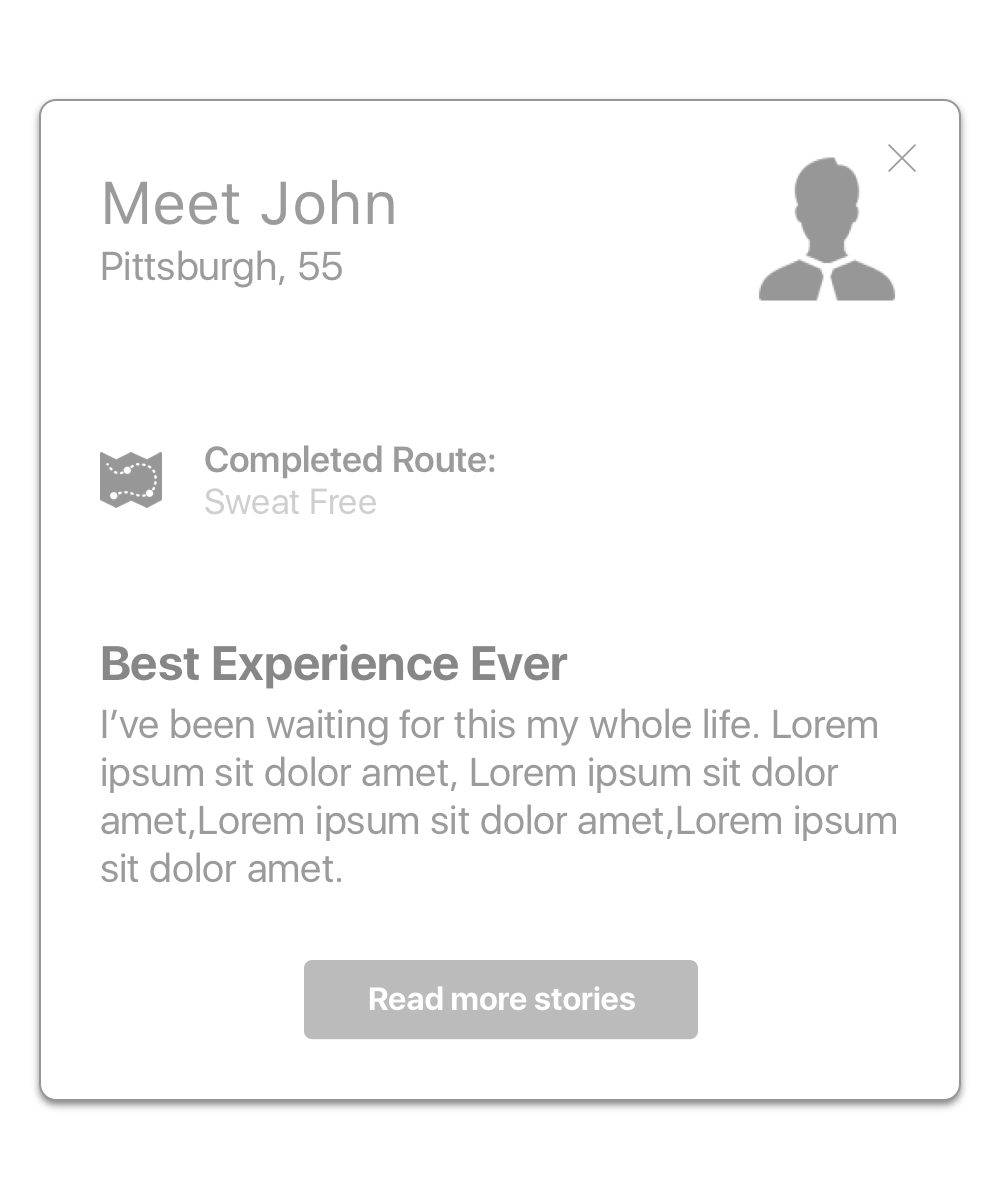 Meet John
Pittsburgh, 55
Completed Route:
Sweat Free
Best Experience Ever
I’ve been waiting for this my whole life. Lorem
ipsum sit dolor amet, Lorem ipsum sit dolor
amet,Lorem ipsum sit dolor amet,Lorem ipsum
sit dolor amet.
Read more stories